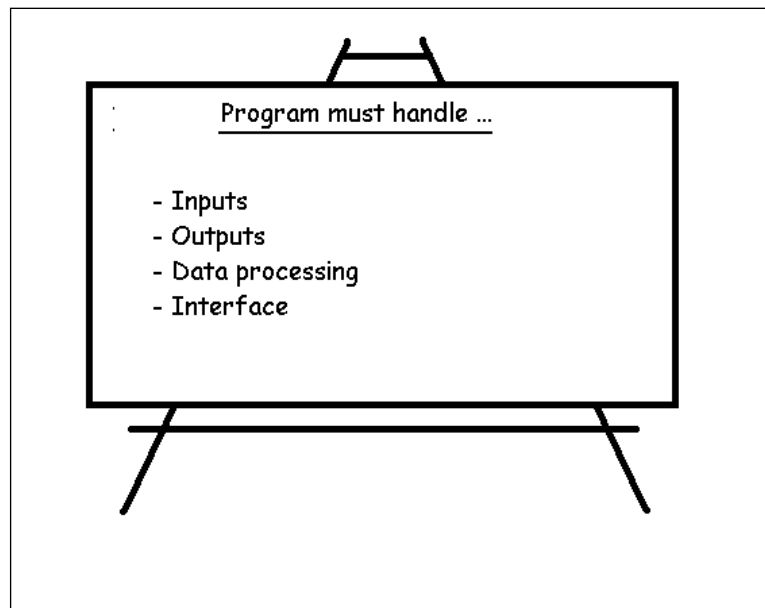 Program must handle ...
- Inputs
- Outputs
- Data processing
- Interface